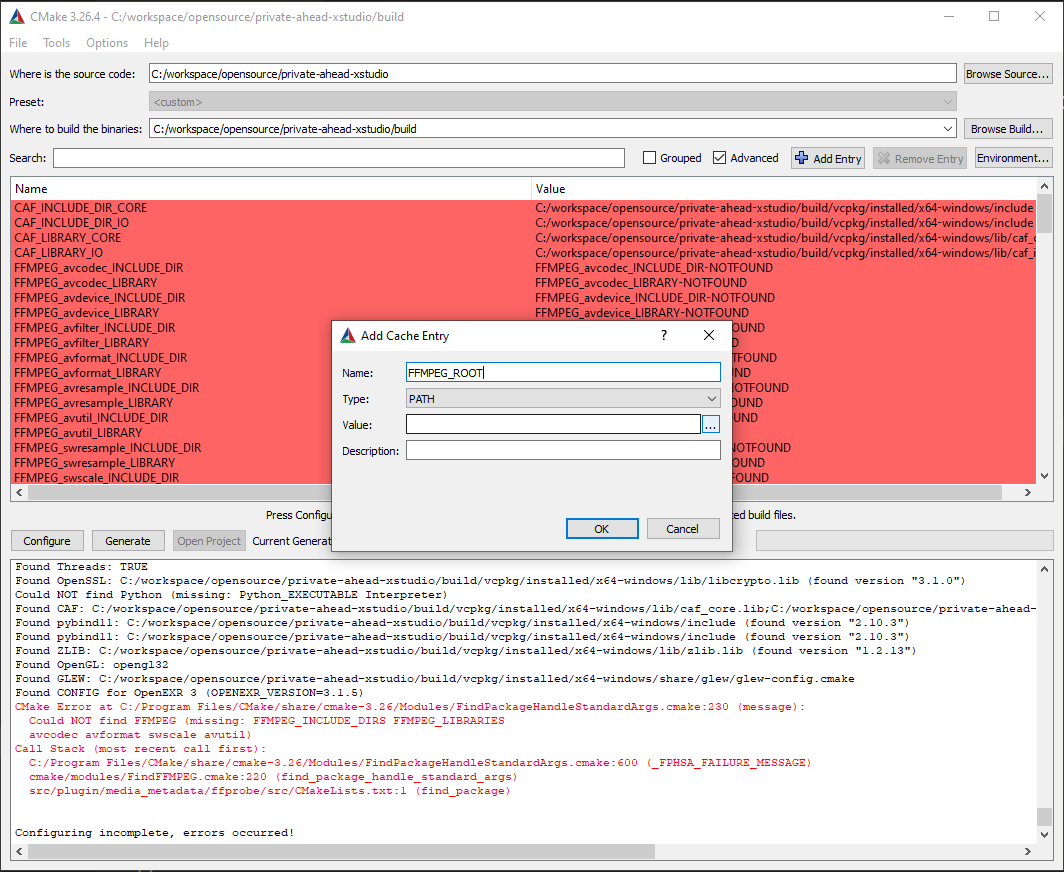 CMake 3.26.4 - C:/workspace/opensource/private-ahead-xstudio/build
File Tools Options Help
Where is the source code: C:/workspace/opensource/private-ahead-xstudio Browse Source...
Preset: <custom>
Where to build the binaries: C:/workspace/opensource/private-ahead-xstudio/build Browse Build...
Search: Grouped Advanced Add Entry Remove Entry Environment...
Name Value
CAF_INCLUDE_DIR_CORE C:/workspace/opensource/private-ahead-xstudio/build/vcpkg/installed/x64-windows/include
CAF_INCLUDE_DIR_IO C:/workspace/opensource/private-ahead-xstudio/build/vcpkg/installed/x64-windows/include
CAF_LIBRARY_CORE C:/workspace/opensource/private-ahead-xstudio/build/vcpkg/installed/x64-windows/lib/caf_c
CAF_LIBRARY_IO C:/workspace/opensource/private-ahead-xstudio/build/vcpkg/installed/x64-windows/lib/caf_i
FFMPEG_avcodec_INCLUDE_DIR FFMPEG_avcodec_INCLUDE_DIR-NOTFOUND
FFMPEG_avcodec_LIBRARY FFMPEG_avcodec_LIBRARY-NOTFOUND
FFMPEG_avdevice_INCLUDE_DIR FFMPEG_avdevice_INCLUDE_DIR-NOTFOUND
FFMPEG_avdevice_LIBRARY FFMPEG_avdevice_LIBRARY-NOTFOUND
FFMPEG_avfilter_INCLUDE_DIR OUND
FFMPEG_avfilter_LIBRARY D
FFMPEG_avformat_INCLUDE_DIR FOUND
FFMPEG_avformat_LIBRARY D
FFMPEG_avresample_INCLUDE_DIR OTFOUND
FFMPEG_avresample_LIBRARY OUND
FFMPEG_avutil_INCLUDE_DIR ND
FFMPEG_avutil_LIBRARY
FFMPEG_swresample_INCLUDE_DIR NOTFOUND
FFMPEG_swresample_LIBRARY OUND
FFMPEG_swscale_INCLUDE_DIR FOUND
Add Cache Entry ?
Name: FFMPEG_ROOT
Type: PATH
Value: ...
Description:
OK Cancel
Press Configu ed build files.
Configure Generate Open Project Current Generat
Found Threads: TRUE
Found OpenSSL: C:/workspace/opensource/private-ahead-xstudio/build/vcpkg/installed/x64-windows/lib/libcrypto.lib (found version "3.1.0")
Could NOT find Python (missing: Python_EXECUTABLE Interpreter)
Found CAF: C:/workspace/opensource/private-ahead-xstudio/build/vcpkg/installed/x64-windows/lib/caf_core.lib;C:/workspace/opensource/private-ahead-
Found pybind11: C:/workspace/opensource/private-ahead-xstudio/build/vcpkg/installed/x64-windows/include (found version "2.10.3")
Found pybind11: C:/workspace/opensource/private-ahead-xstudio/build/vcpkg/installed/x64-windows/include (found version "2.10.3")
Found ZLIB: C:/workspace/opensource/private-ahead-xstudio/build/vcpkg/installed/x64-windows/lib/zlib.lib (found version "1.2.13")
Found OpenGL: opengl32
Found GLEW: C:/workspace/opensource/private-ahead-xstudio/build/vcpkg/installed/x64-windows/share/glew/glew-config.cmake
Found CONFIG for OpenEXR 3 (OPENEXR_VERSION=3.1.5)
CMake Error at C:/Program Files/CMake/share/cmake-3.26/Modules/FindPackageHandleStandardArgs.cmake:230 (message):
Could NOT find FFMPEG (missing: FFMPEG_INCLUDE_DIRS FFMPEG_LIBRARIES
avcodec avformat swscale avutil)
Call Stack (most recent call first):
C:/Program Files/CMake/share/cmake-3.26/Modules/FindPackageHandleStandardArgs.cmake:600 (_FPHSA_FAILURE_MESSAGE)
cmake/modules/FindFFMPEG.cmake:220 (find_package_handle_standard_args)
src/plugin/media_metadata/ffprobe/src/CMakeLists.txt:1 (find_package)
Configuring incomplete, errors occurred!